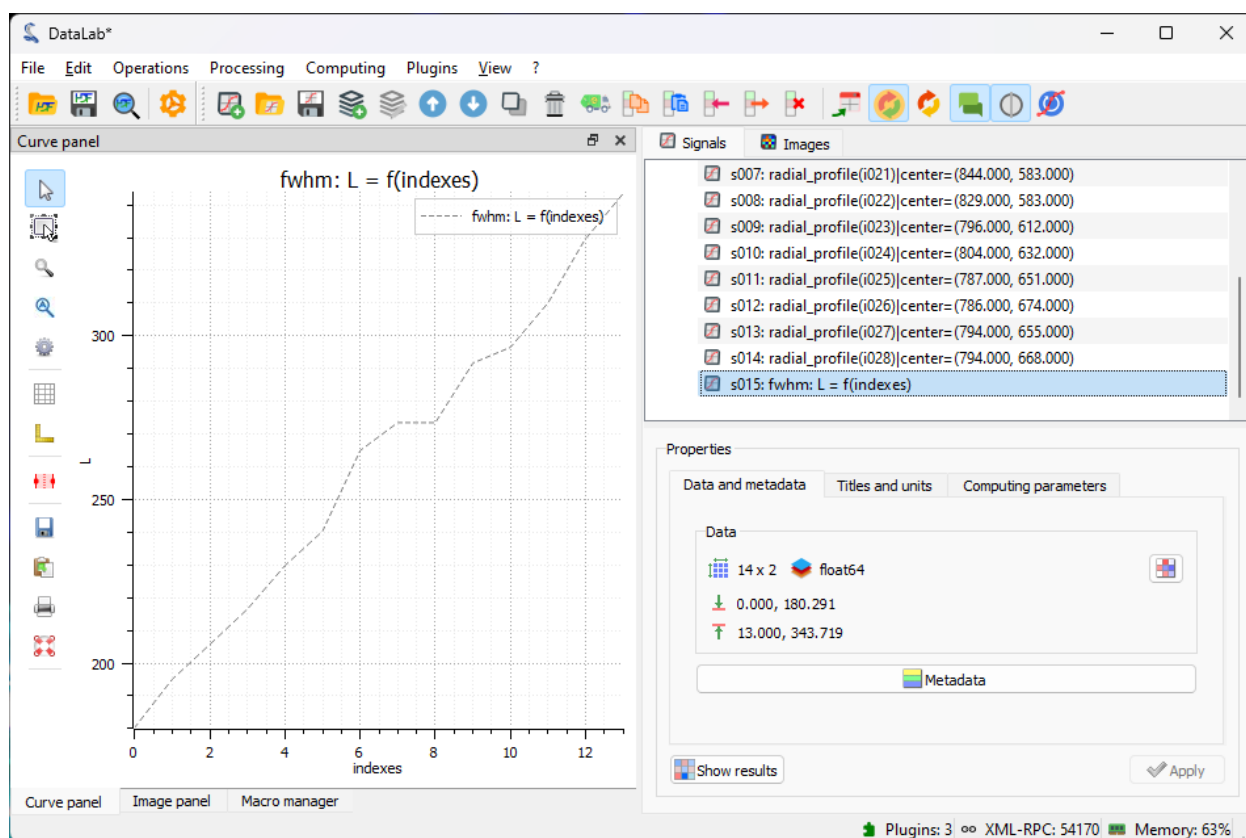 DataLab*
File Edit Operations Processing Computing Plugins View ?
Curve panel
Signals Images
fwhm: L = f(indexes)
fwhm: L = f(indexes)
300
250
200
L
0 2 4 6 8 10 12
indexes
Curve panel Image panel Macro manager
s007: radial_profile(i021)|center=(844.000, 583.000)
s008: radial_profile(i022)|center=(829.000, 583.000)
s009: radial_profile(i023)|center=(796.000, 612.000)
s010: radial_profile(i024)|center=(804.000, 632.000)
s011: radial_profile(i025)|center=(787.000, 651.000)
s012: radial_profile(i026)|center=(786.000, 674.000)
s013: radial_profile(i027)|center=(794.000, 655.000)
s014: radial_profile(i028)|center=(794.000, 668.000)
s015: fwhm: L = f(indexes)
Properties
Data and metadata Titles and units Computing parameters
Data
14 x 2 float64
0.000, 180.291
13.000, 343.719
Metadata
Show results Apply
Plugins: 3 XML-RPC: 54170 Memory: 63%